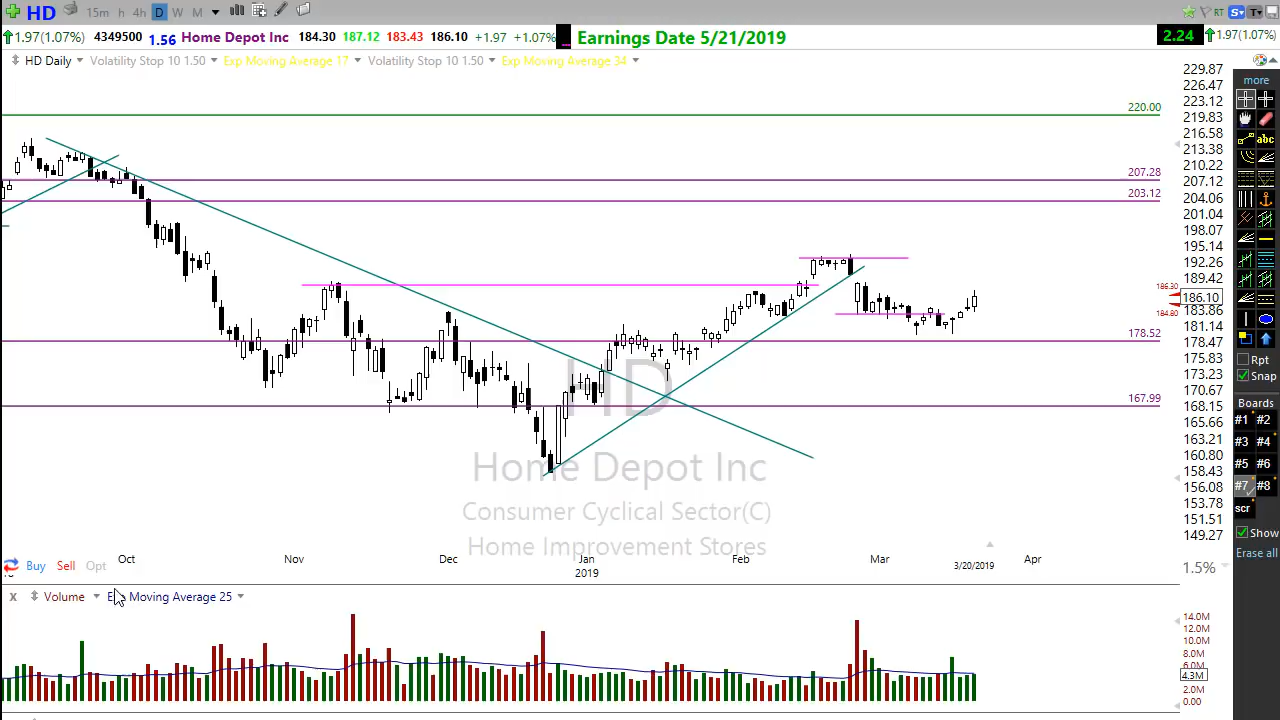 HD 15m h 4h D W M RT S T
1.97(1.07%) 4349500 1.56 Home Depot Inc 184.30 187.12 183.43 186.10 +1.97 +1.07% Earnings Date 5/21/2019 2.24 1.97(1.07%)
HD Daily Volatility Stop 10 1.50 Exp Moving Average 17 Volatility Stop 10 1.50 Exp Moving Average 34
229.87
226.47
223.12
219.83
216.58
213.38
210.22
207.12
204.06
201.04
198.07
195.14
192.26
189.42
186.10
183.86
181.14
178.47
175.83
173.23
170.67
168.15
165.66
163.21
160.80
158.43
156.08
153.78
151.51
149.27
220.00
207.28
203.12
186.30
184.80
178.52
167.99
HD
Home Depot Inc
Consumer Cyclical Sector(C)
Home Improvement Stores
Oct Nov Dec Jan Feb Mar Apr
2019
3/20/2019
Buy Sell Opt
1.5%
X Volume Exp Moving Average 25
14.0M
12.0M
10.0M
8.0M
6.0M
4.3M
2.0M
0.00
more
abc
Rpt
Snap
Boards
#1 #2
#3 #4
#5 #6
#7 #8
scr
Show
Erase all